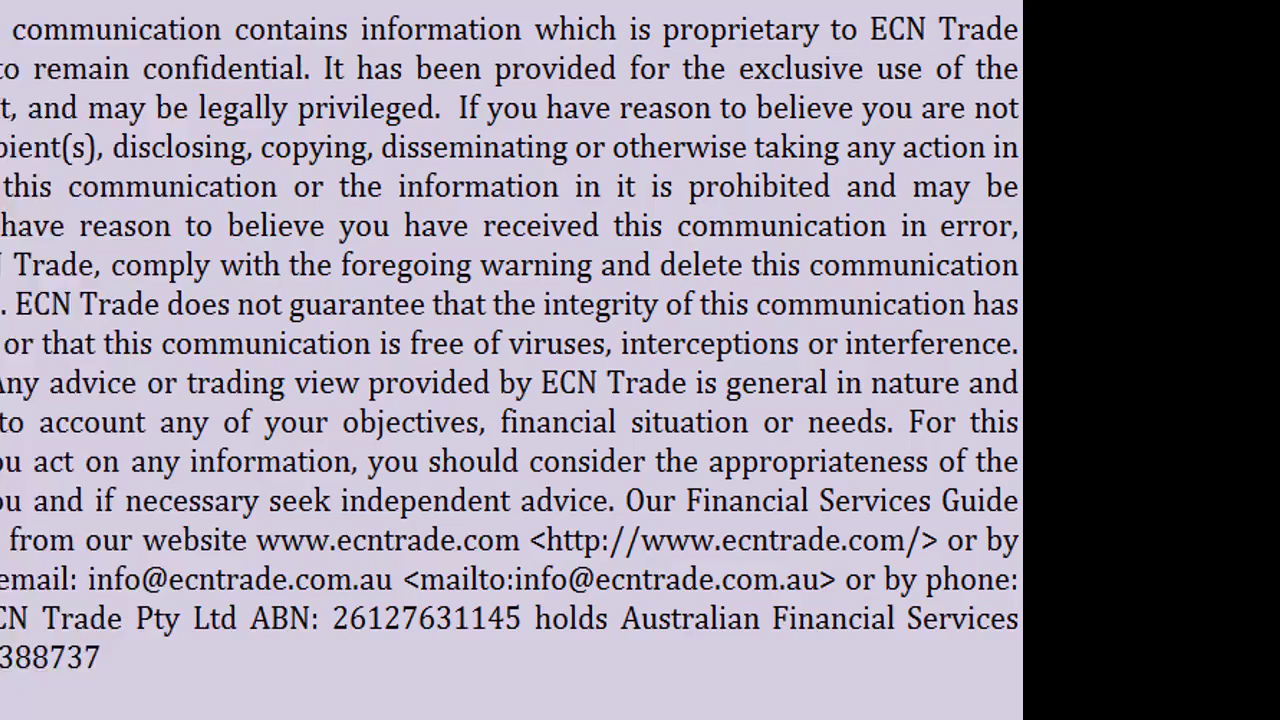 communication contains information which is proprietary to ECN Trade
to remain confidential. It has been provided for the exclusive use of the
and may be legally privileged. If you have reason to believe you are not
disclosing, copying, disseminating or otherwise taking any action in
this communication or the information in it is prohibited and may be
have reason to believe you have received this communication in error,
Trade, comply with the foregoing warning and delete this communication
. ECN Trade does not guarantee that the integrity of this communication has
or that this communication is free of viruses, interceptions or interference.
Any advice or trading view provided by ECN Trade is general in nature and
to account any of your objectives, financial situation or needs. For this
act on any information, you should consider the appropriateness of the
and if necessary seek independent advice. Our Financial Services Guide
from our website www.ecntrade.com <http://www.ecntrade.com/> or by
email: info@ecntrade.com.au <mailto:info@ecntrade.com.au> or by phone:
Trade Pty Ltd ABN: 26127631145 holds Australian Financial Services
388737